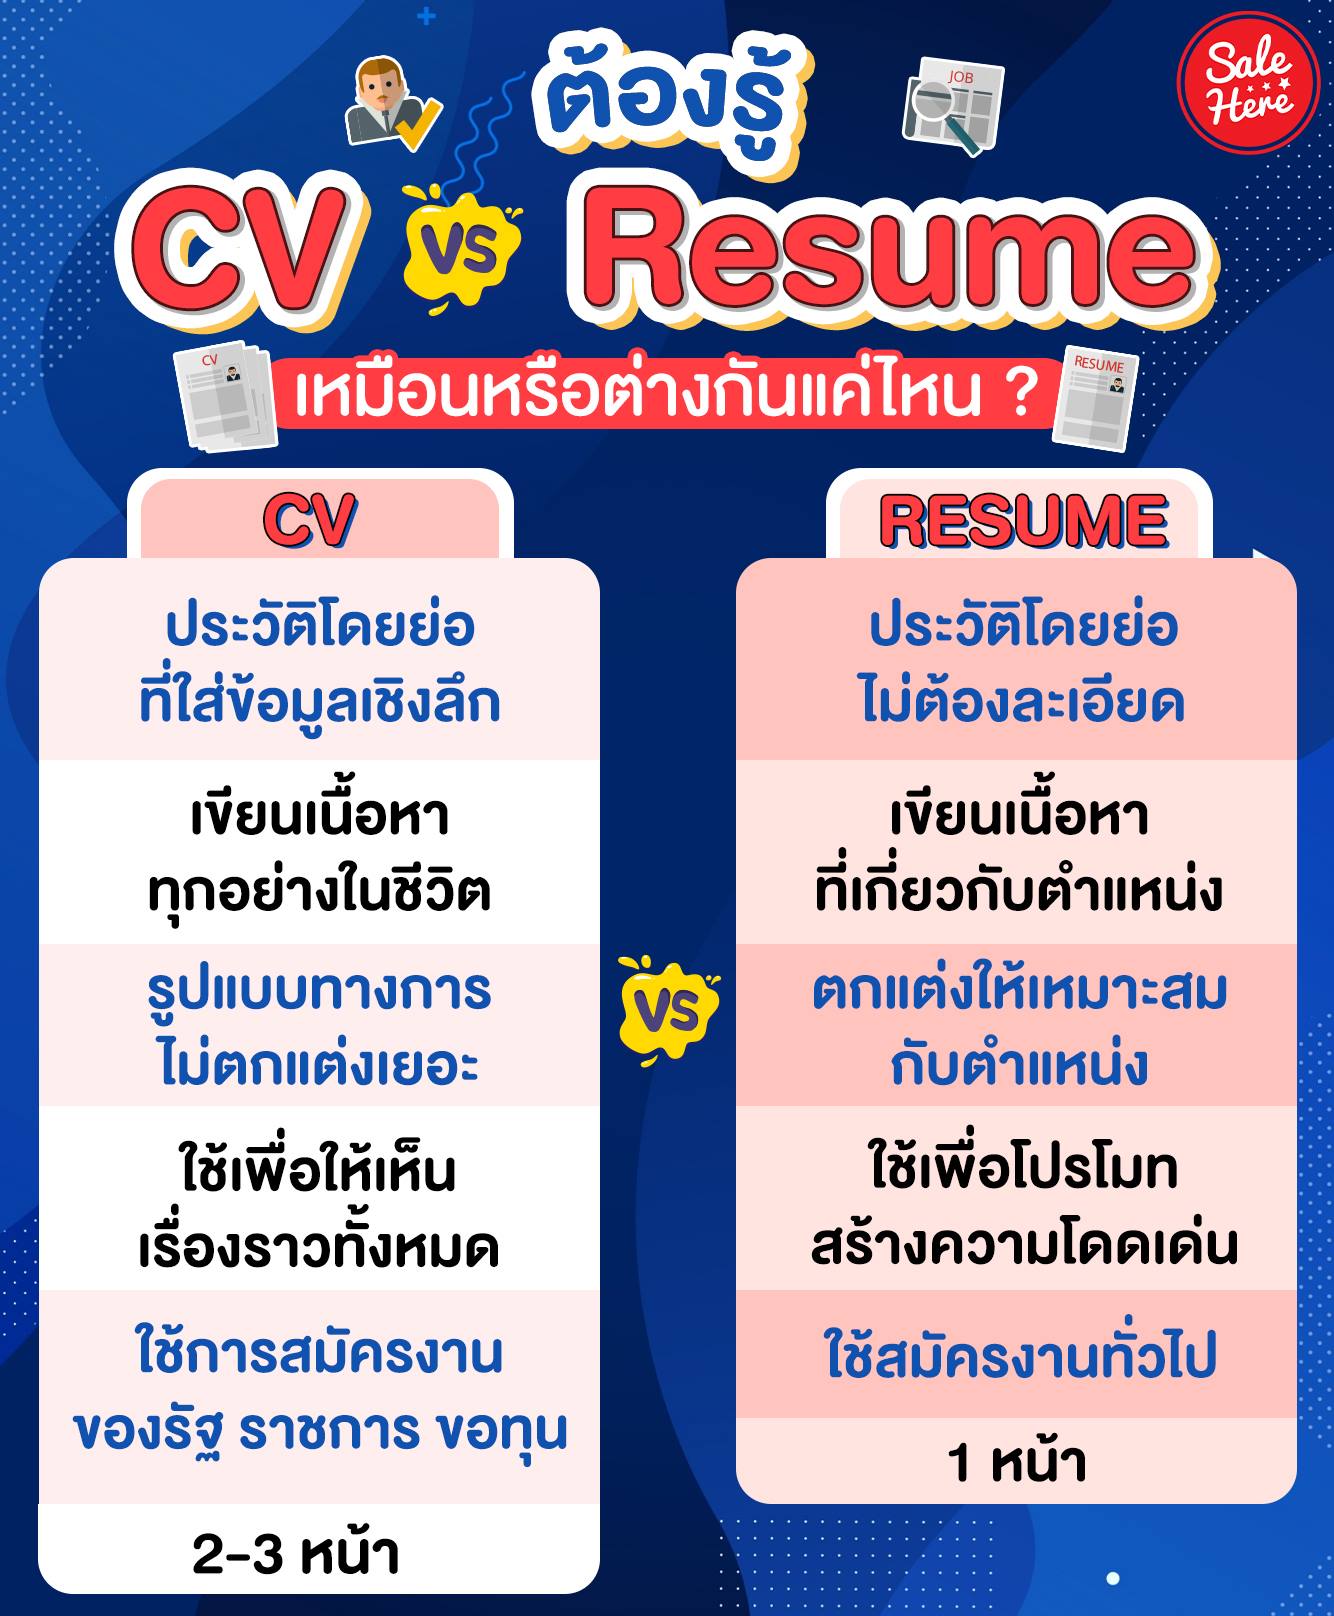 ต้องรู้
JOB
Sale
Here
CV VS Resume
CV
เหมือนหรือต่างกันแค่ไหน ?
RESUME
CV
ประวัติโดยย่อ
ที่ใส่ข้อมูลเชิงลึก
เขียนเนื้อหา
ทุกอย่างในชีวิต
รูปแบบทางการ
ไม่ตกแต่งเยอะ
ใช้เพื่อให้เห็น
เรื่องราวทั้งหมด
ใช้การสมัครงาน
ของรัฐ ราชการ ขอทุน
2-3 หน้า
VS
RESUME
ประวัติโดยย่อ
ไม่ต้องละเอียด
เขียนเนื้อหา
ที่เกี่ยวกับตำแหน่ง
ตกแต่งให้เหมาะสม
กับตำแหน่ง
ใช้เพื่อโปรโมท
สร้างความโดดเด่น
ใช้สมัครงานทั่วไป
1 หน้า